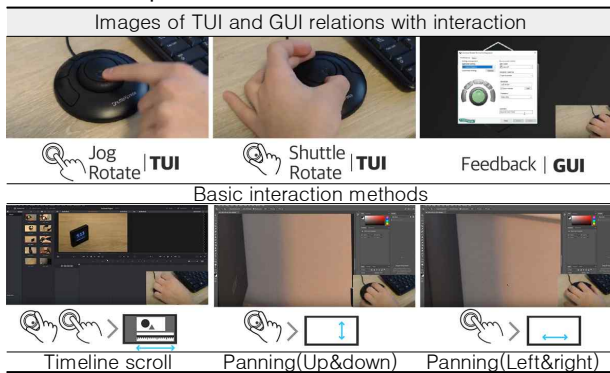 Images of TUI and GUI relations with interaction
Jog
Rotate | TUI
Shuttle
Rotate | TUI
Feedback | GUI
Basic interaction methods
Timeline scroll
Panning(Up&down)
Panning(Left&right)